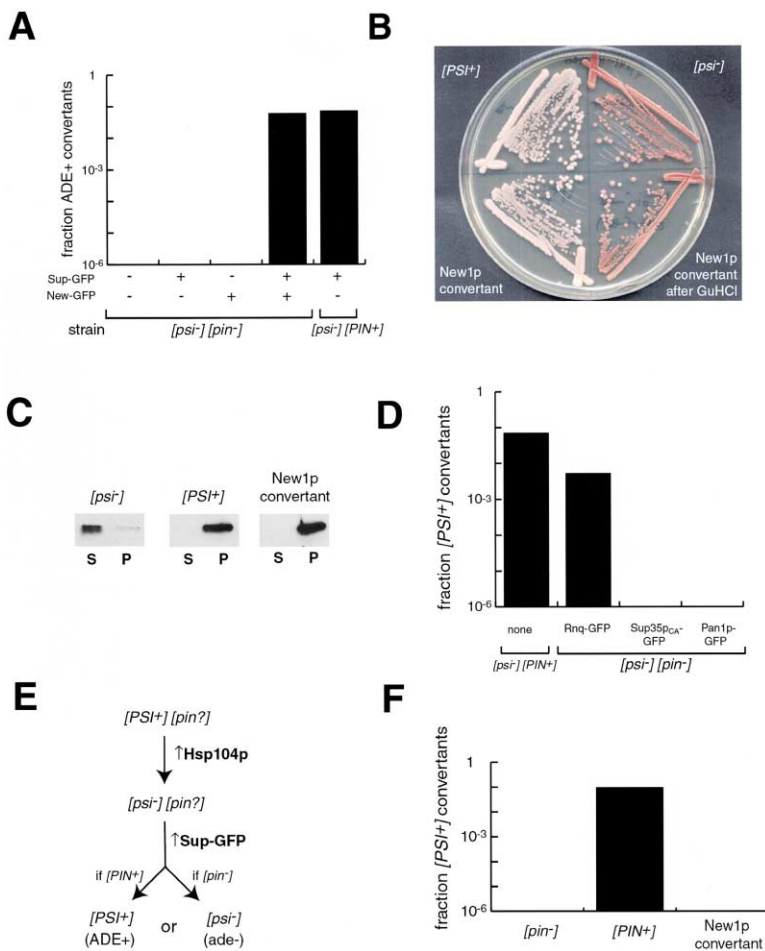 A
fraction ADE+ convertants
1
10-3
10-6
Sup-GFP - + - + +
New-GFP - - + + -
strain [psi-] [pin-] [psi-] [PIN+]
B
[PSI+] [psi-]
New1p convertant
New1p convertant after GuHCl
C
[psi-] [PSI+] New1p convertant
S P S P S P
D
fraction [PSI+] convertants
1
10-3
10-6
none Rnq-GFP Sup35pCA-GFP Pan1p-GFP
[psi-] [PIN+] [psi-] [pin-]
E
[PSI+] [pin?]
↑Hsp104p
[psi-] [pin?]
↑Sup-GFP
if [PIN+] if [pin-]
[PSI+] or [psi-]
(ADE+) (ade-)
F
fraction [PSI+] convertants
1
10-3
10-6
[pin-] [PIN+] New1p convertant